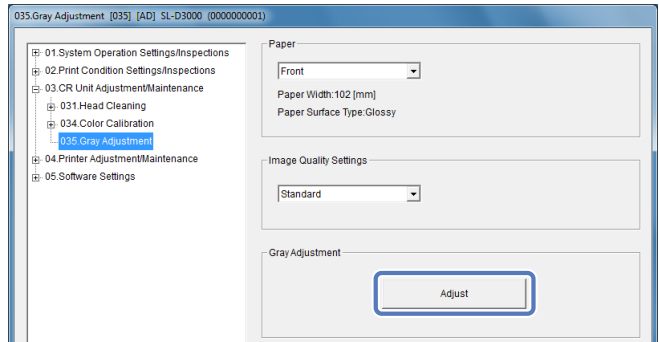 035.Gray Adjustment [035] [AD] SL-D3000 (0000000001)
01.System Operation Settings/Inspections
02.Print Condition Settings/Inspections
03.CR Unit Adjustment/Maintenance
031.Head Cleaning
034.Color Calibration
035.Gray Adjustment
04.Printer Adjustment/Maintenance
05.Software Settings
Paper
Front
Paper Width:102 [mm]
Paper Surface Type:Glossy
Image Quality Settings
Standard
Gray Adjustment
Adjust